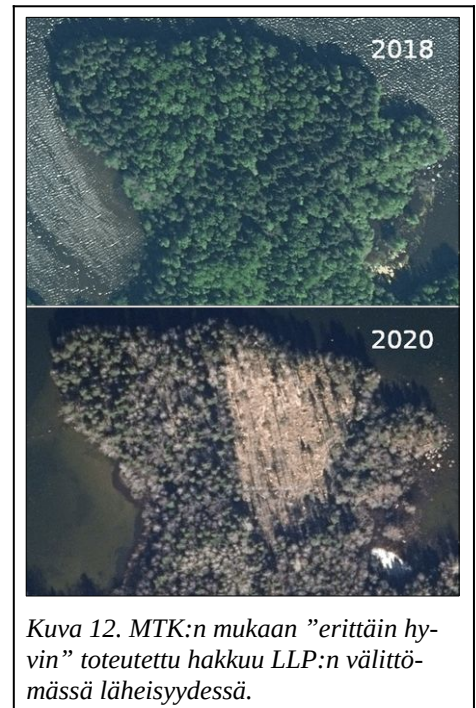 2018
2020
Kuva 12. MTK:n mukaan ”erittäin hy-
vin” toteutettu hakkuu LLP:n välittö-
mässä läheisyydessä.